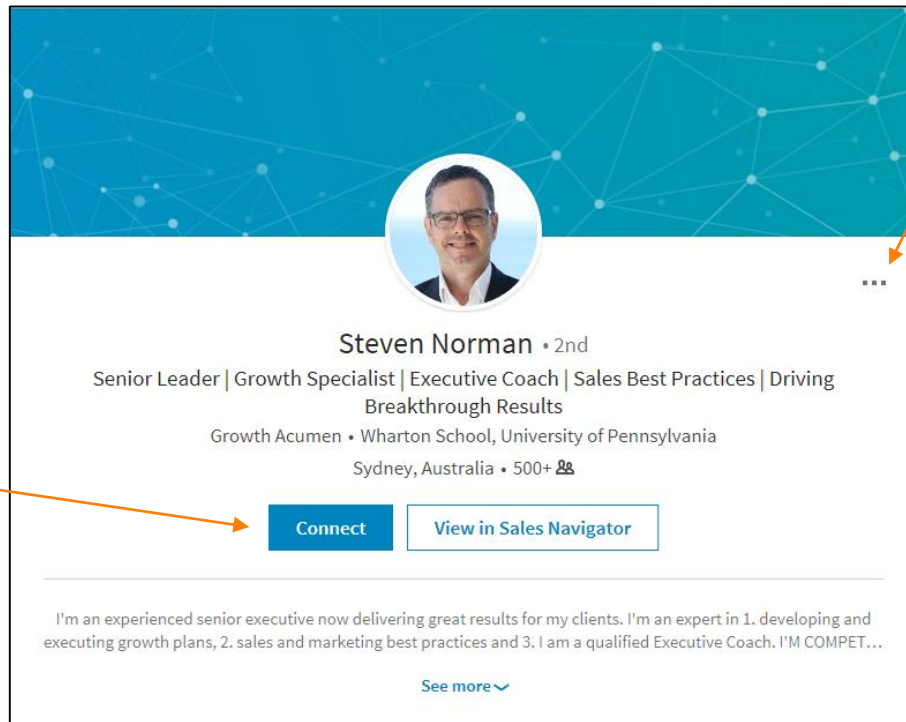 Steven Norman • 2nd
Senior Leader | Growth Specialist | Executive Coach | Sales Best Practices | Driving
Breakthrough Results
Growth Acumen • Wharton School, University of Pennsylvania
Sydney, Australia • 500+
Connect
View in Sales Navigator
I'm an experienced senior executive now delivering great results for my clients. I'm an expert in 1. developing and
executing growth plans, 2. sales and marketing best practices and 3. I am a qualified Executive Coach. I'M COMPET...
See more